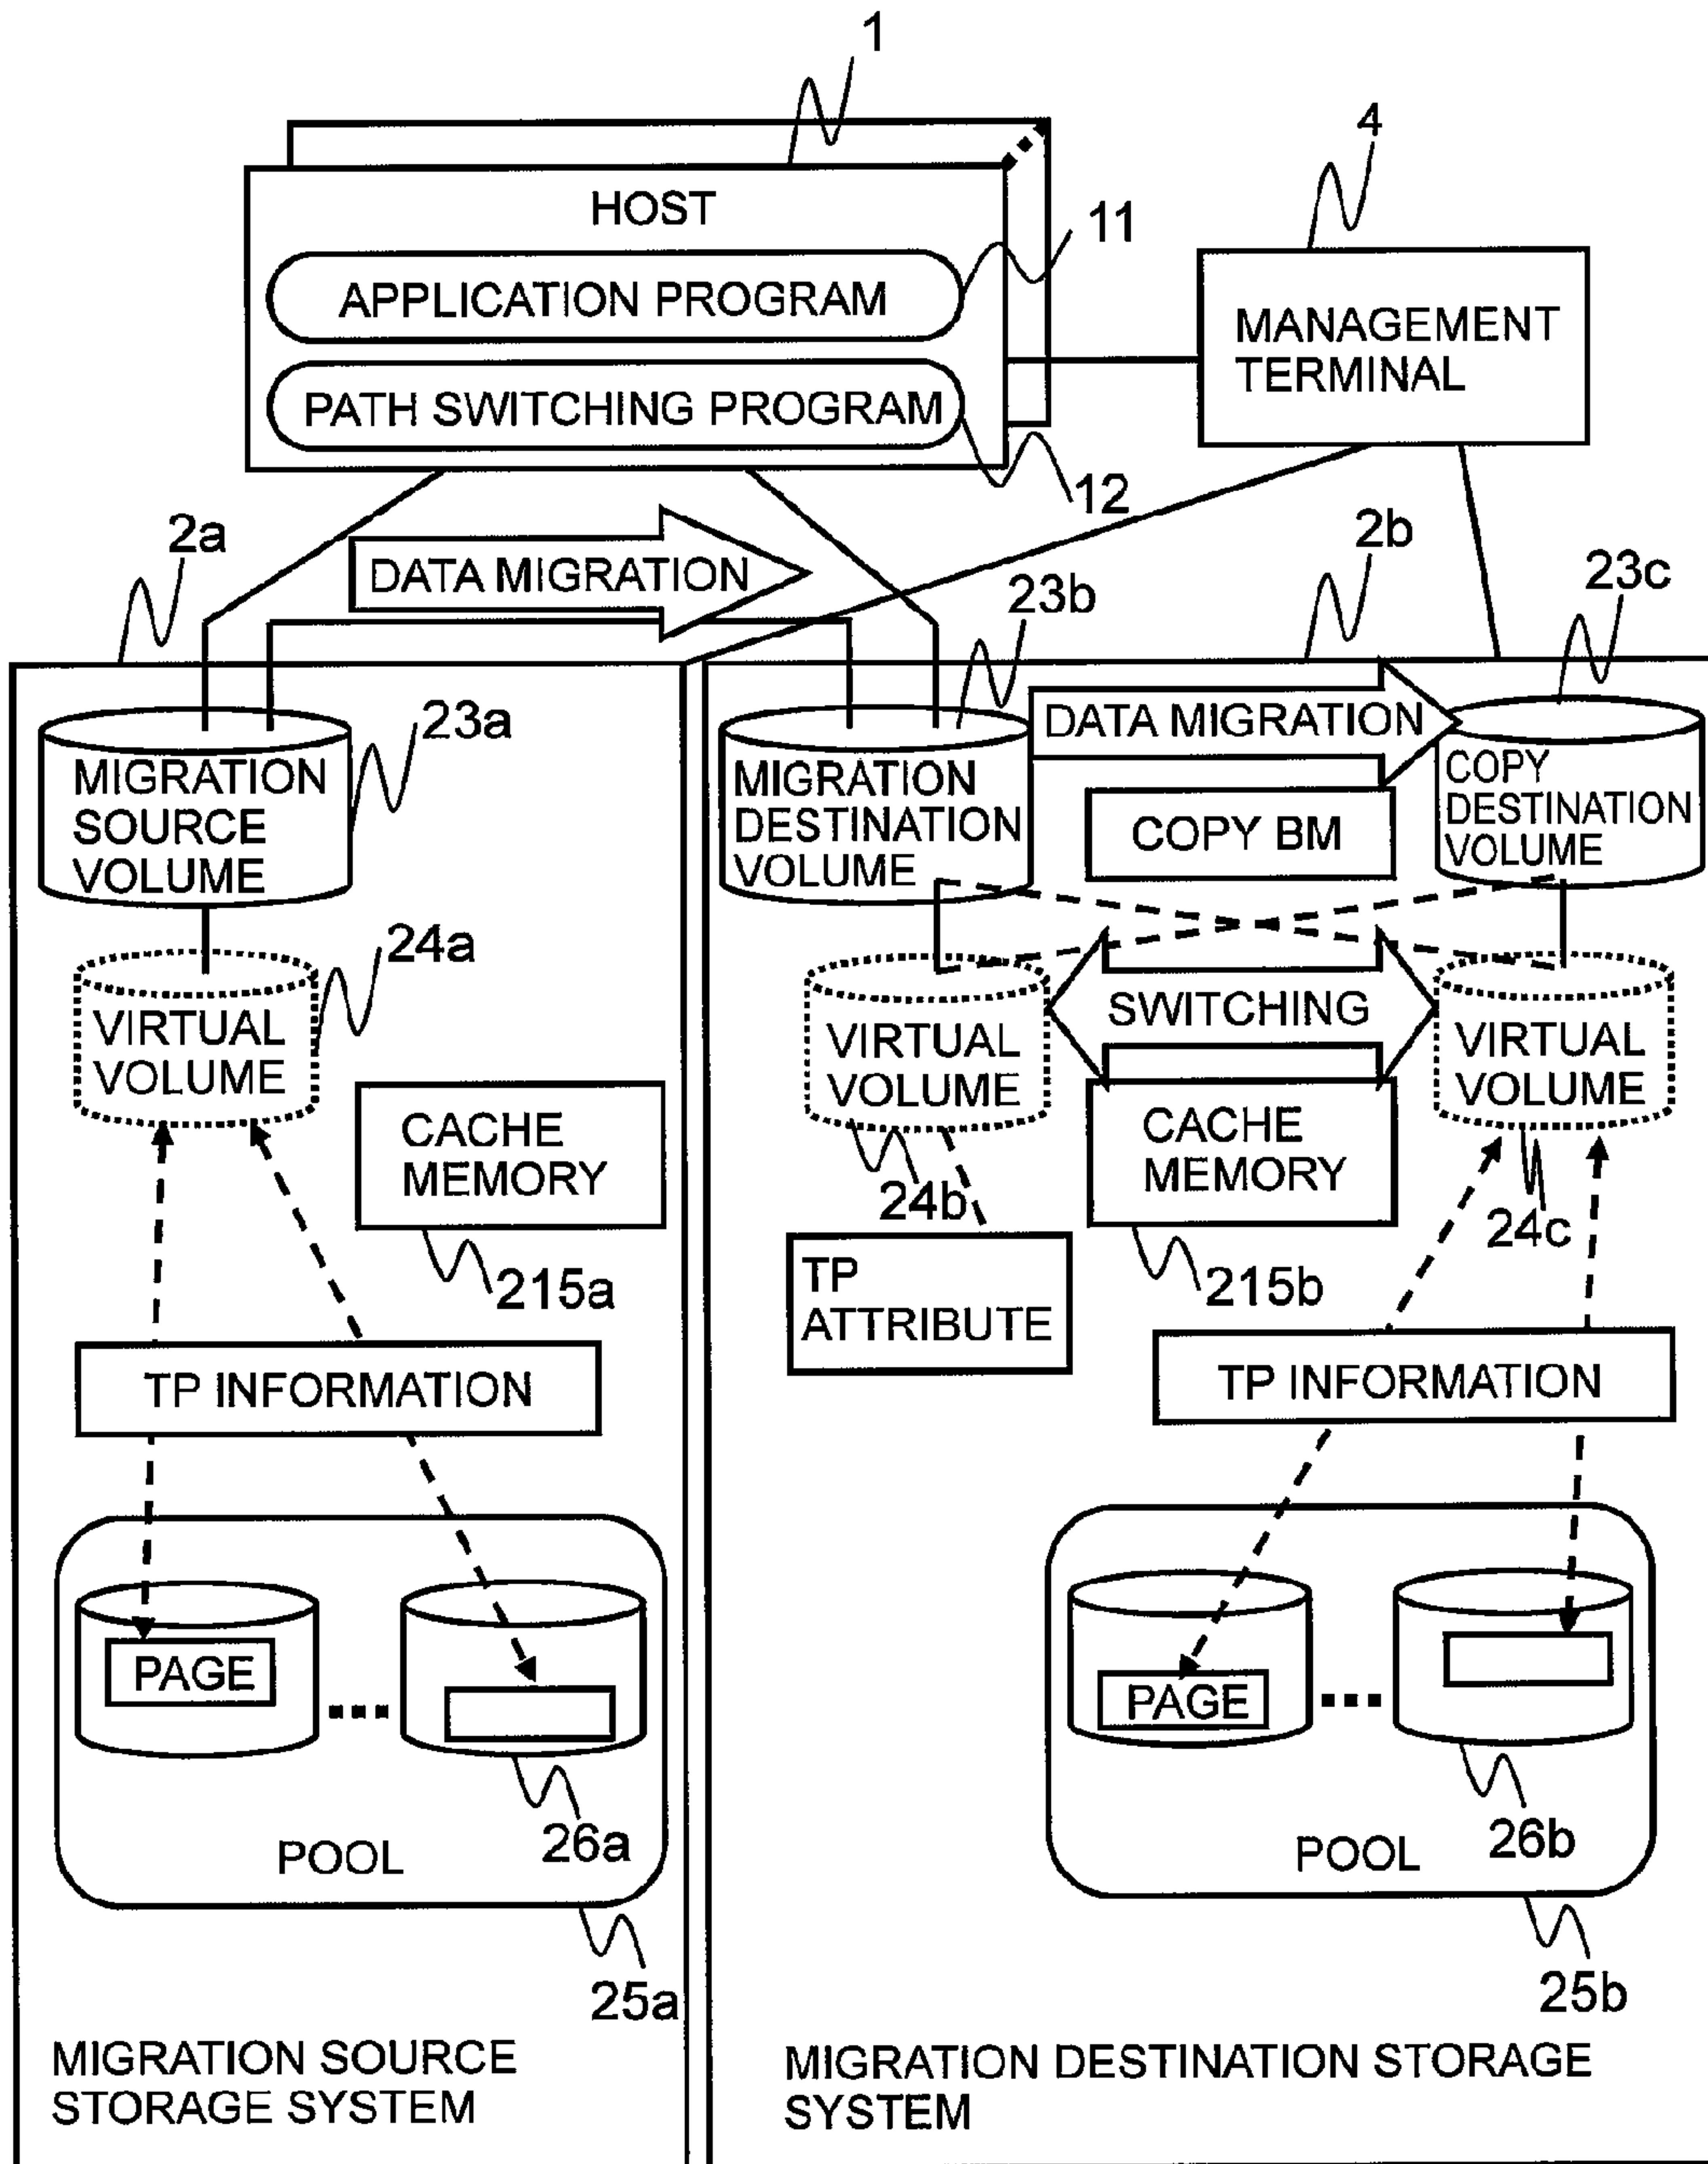 1
4
HOST
11
APPLICATION PROGRAM
MANAGEMENT
TERMINAL
PATH SWITCHING PROGRAM
12
2a
2b
23c
DATA MIGRATION
23b
23a
DATA MIGRATION
MIGRATION
SOURCE
VOLUME
MIGRATION
DESTINATION
VOLUME
COPY BM
COPY
DESTINATION
VOLUME
24a
VIRTUAL
VOLUME
SWITCHING
VIRTUAL
VOLUME
VIRTUAL
VOLUME
CACHE
MEMORY
CACHE
MEMORY
24b
24c
215a
215b
TP
ATTRIBUTE
TP INFORMATION
TP INFORMATION
PAGE
PAGE
26a
26b
POOL
POOL
25a
25b
MIGRATION SOURCE
STORAGE SYSTEM
MIGRATION DESTINATION STORAGE
SYSTEM